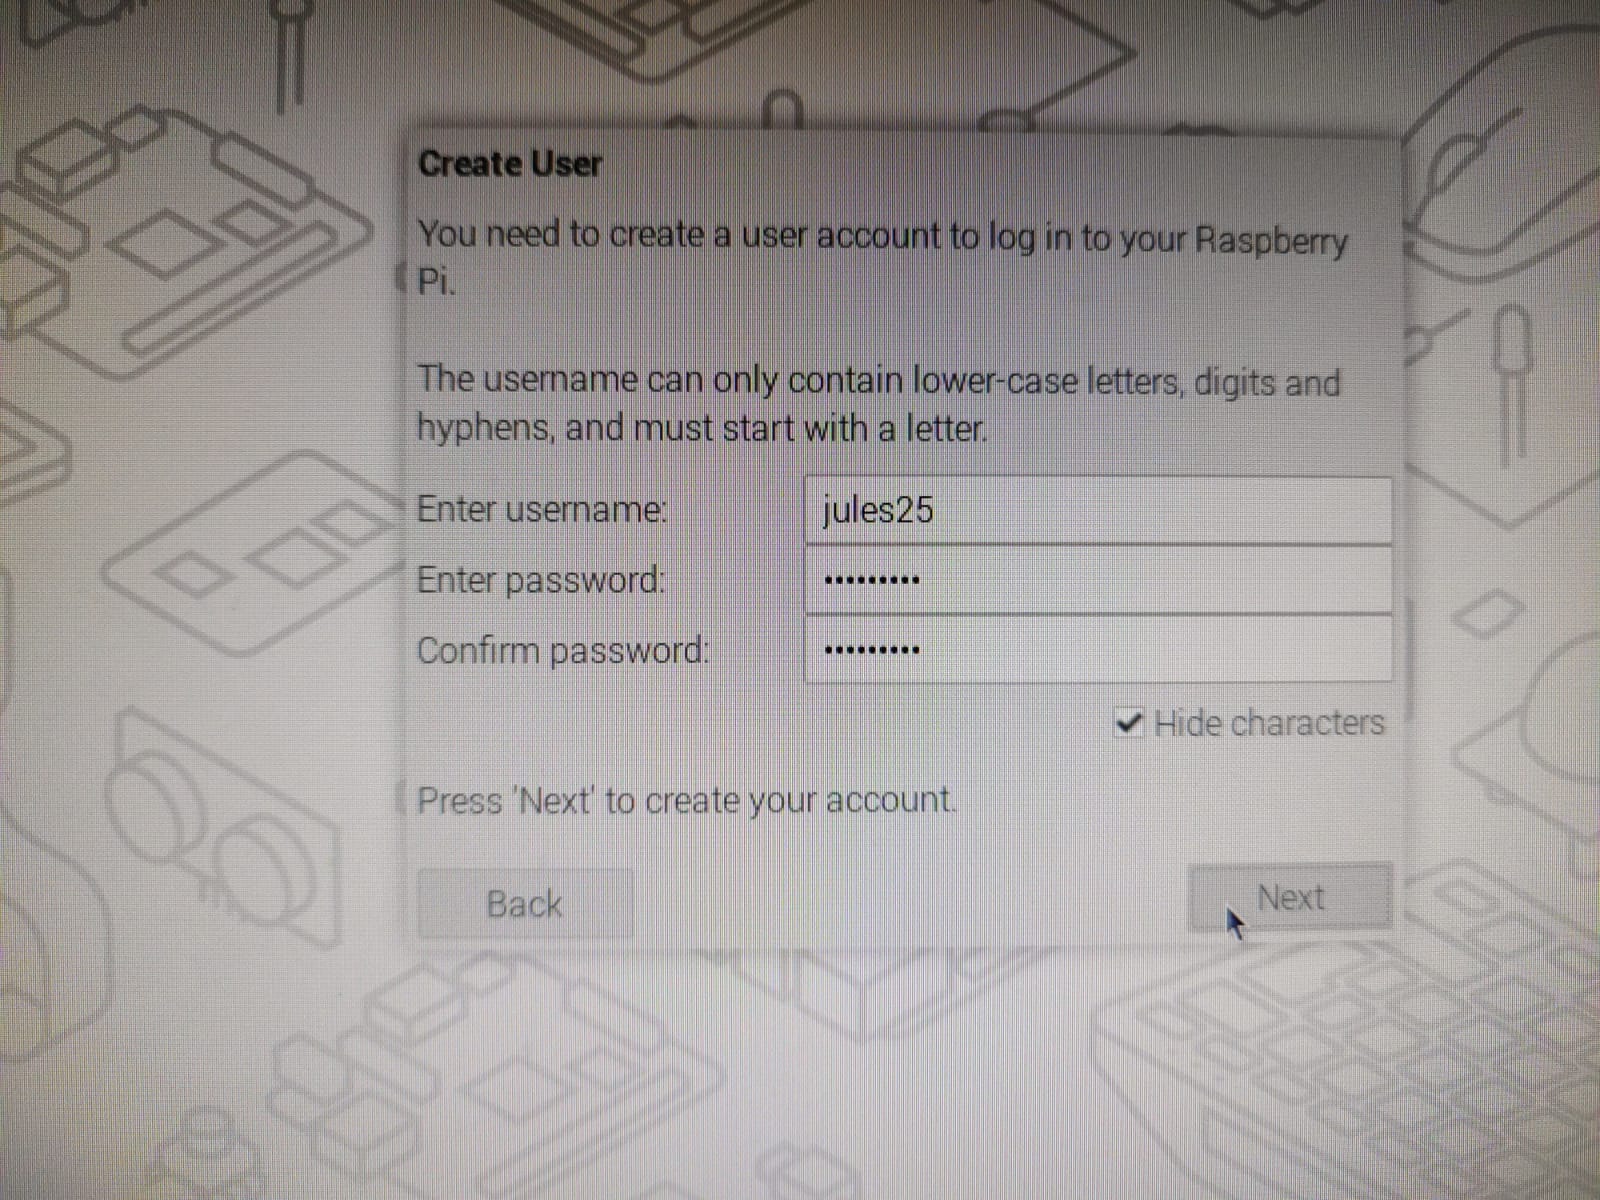 Create User
You need to create a user account to log in to your Raspberry
Pi.
The username can only contain lower-case letters, digits and
hyphens, and must start with a letter.
Enter username: jules25
Enter password: •••••••••
Confirm password: •••••••••
Hide characters
Press 'Next' to create your account.
Back Next